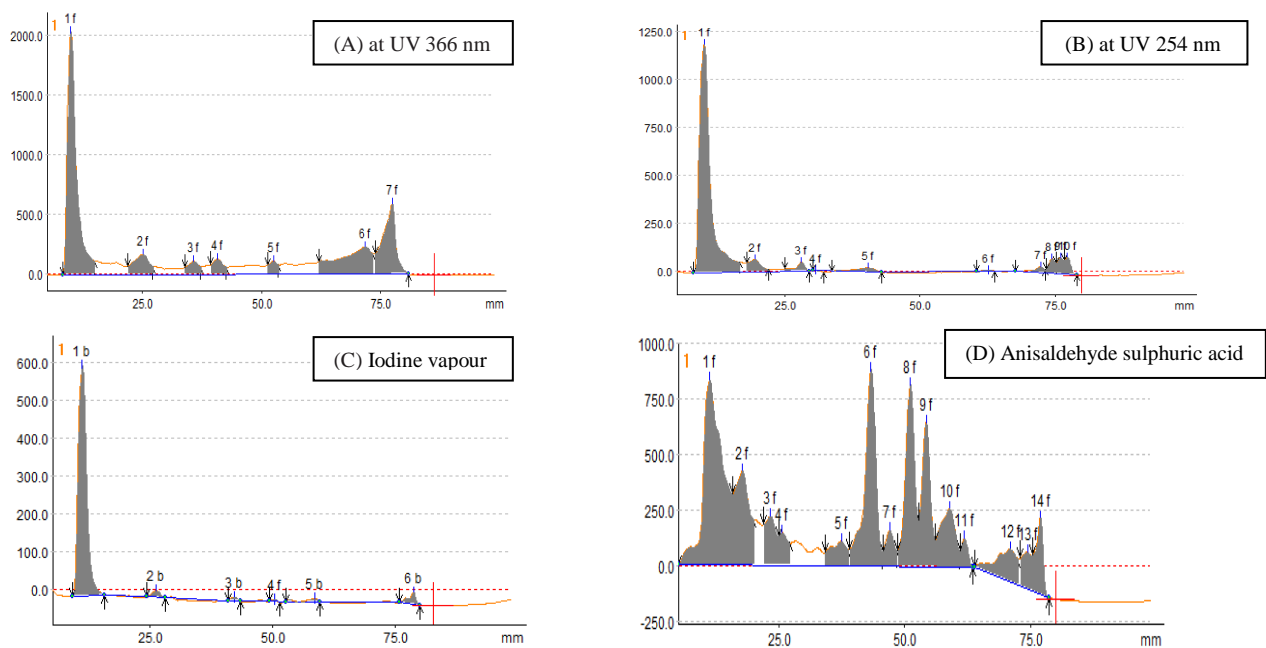 (A) at UV 366 nm
1
1 f
2 f
3 f
4 f
5 f
6 f
7 f
2000.0
1500.0
1000.0
500.0
0.0
25.0 50.0 75.0 mm
(B) at UV 254 nm
1
1 f
2 f
3 f
4 f
5 f
6 f
7 f
8 f
1250.0
1000.0
750.0
500.0
250.0
0.0
25.0 50.0 75.0 mm
(C) Iodine vapour
1
1 b
2 b
3 b
4 f
5 b
6 b
600.0
500.0
400.0
300.0
200.0
100.0
0.0
-100.0
25.0 50.0 75.0 mm
(D) Anisaldehyde sulphuric acid
1
1 f
2 f
3 f
4 f
5 f
6 f
7 f
8 f
9 f
10 f
11 f
12 f
13 f
14 f
1000.0
750.0
500.0
250.0
0.0
-250.0
25.0 50.0 75.0 mm